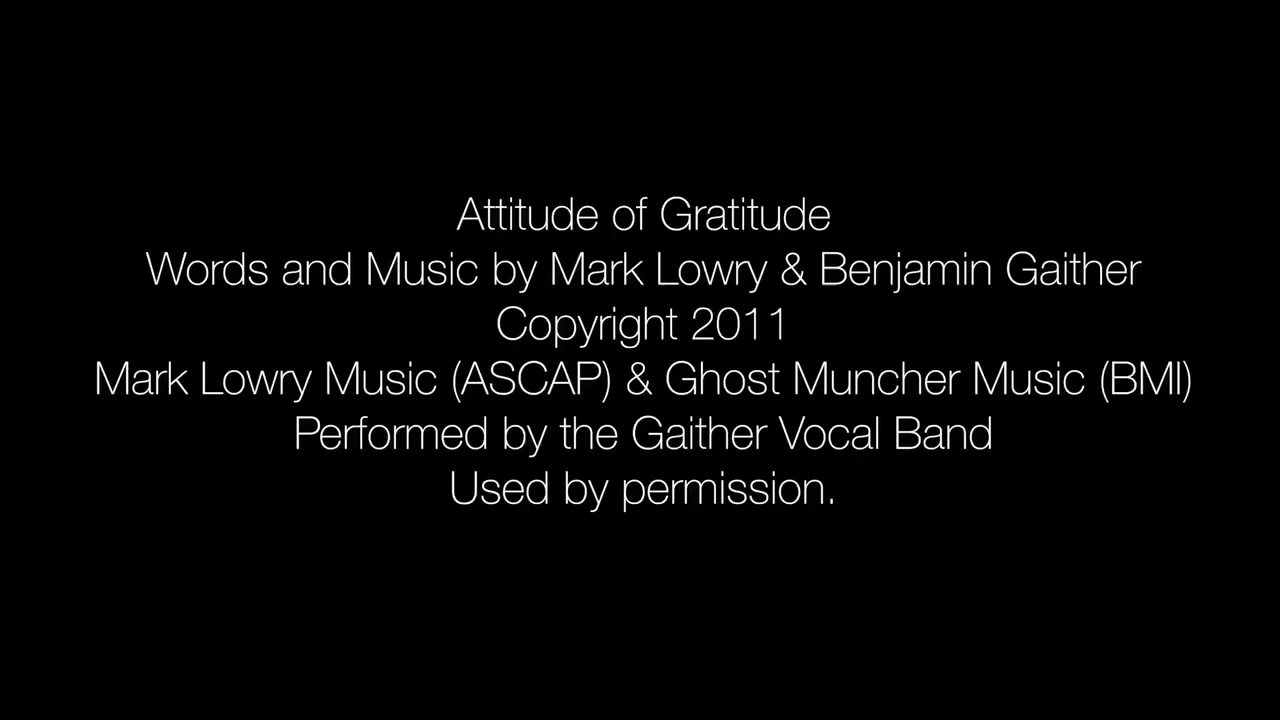 Attitude of Gratitude
Words and Music by Mark Lowry & Benjamin Gaither
Copyright 2011
Mark Lowry Music (ASCAP) & Ghost Muncher Music (BMI)
Performed by the Gaither Vocal Band
Used by permission.